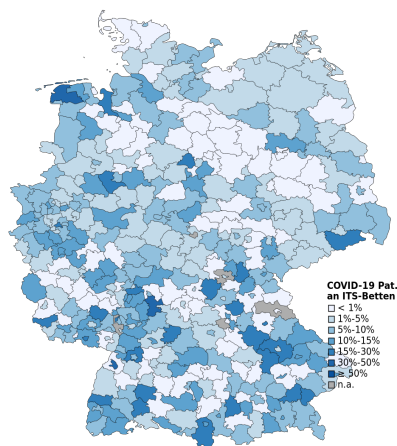 COVID-19 Pat.
an ITS-Betten
< 1%
1%-5%
5%-10%
10%-15%
15%-30%
30%-50%
≥ 50%
n.a.